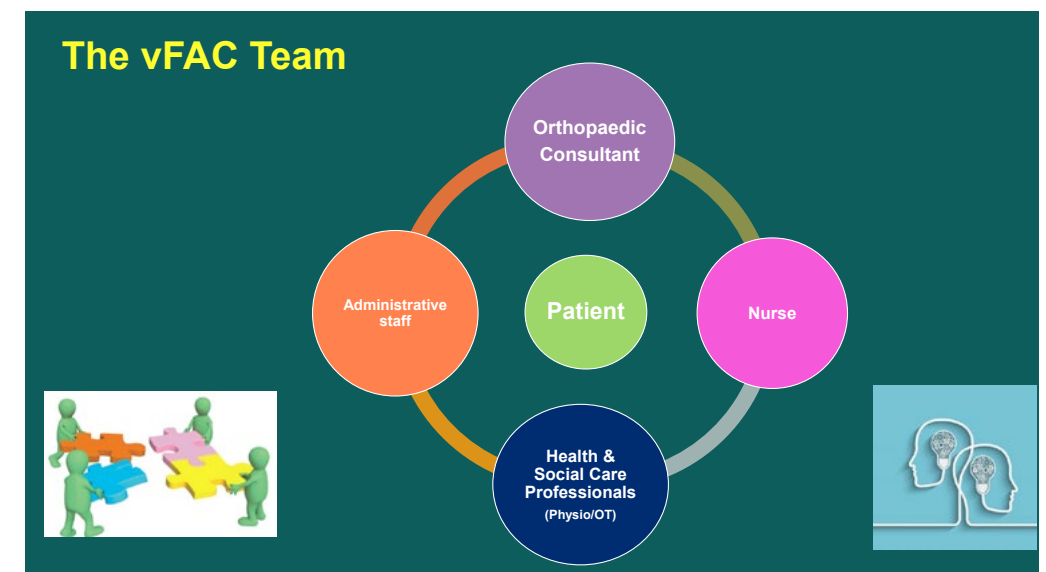 The vFAC Team
Orthopaedic
Consultant
Administrative
staff
Patient
Nurse
Health &
Social Care
Professionals
(Physio/OT)